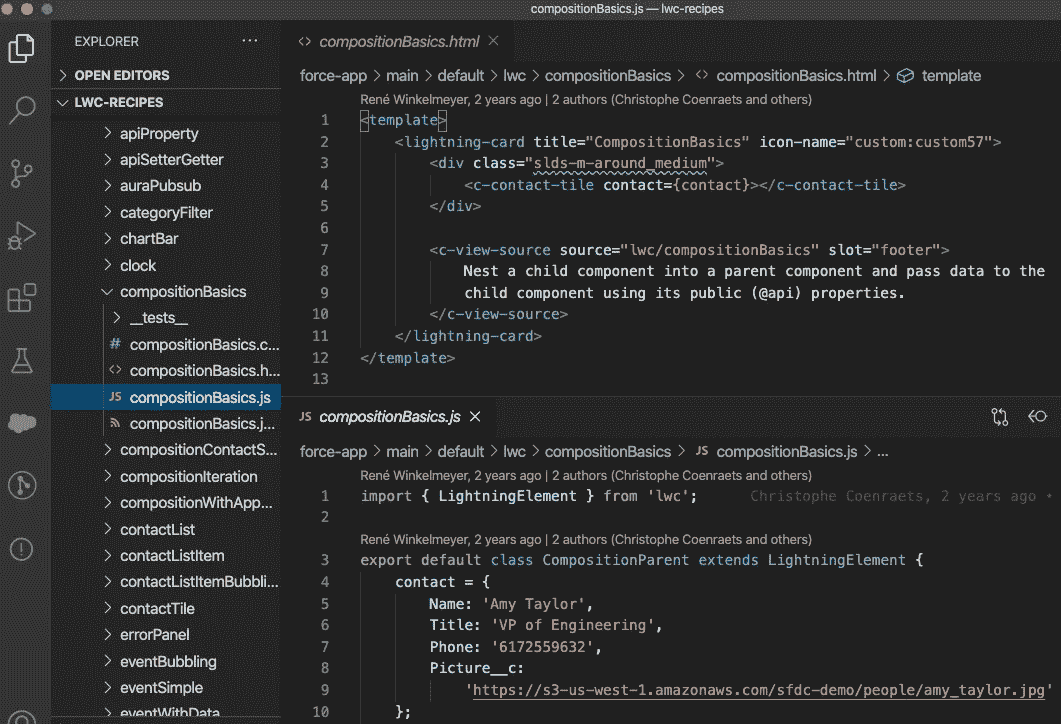 compositionBasics.js — lwc-recipes
EXPLORER
OPEN EDITORS
LWC-RECIPES
apiProperty
apiSetterGetter
auraPubsub
categoryFilter
chartBar
clock
compositionBasics
__tests__
# compositionBasics.c...
<> compositionBasics.h...
JS compositionBasics.js
compositionBasics.j...
compositionContactS...
compositionIteration
compositionWithApp...
contactList
contactListItem
contactListItemBubbli...
contactTile
errorPanel
eventBubbling
eventSimple
eventWithData
<> compositionBasics.html
force-app > main > default > lwc > compositionBasics > <> compositionBasics.html > template
René Winkelmeyer, 2 years ago | 2 authors (Christophe Coenraets and others)
1 <template>
2 <lightning-card title="CompositionBasics" icon-name="custom:custom57">
3 <div class="slds-m-around_medium">
4 <c-contact-tile contact={contact}></c-contact-tile>
5 </div>
6
7 <c-view-source source="lwc/compositionBasics" slot="footer">
8 Nest a child component into a parent component and pass data to the
9 child component using its public (@api) properties.
10 </c-view-source>
11 </lightning-card>
12 </template>
13
JS compositionBasics.js
force-app > main > default > lwc > compositionBasics > JS compositionBasics.js > ...
René Winkelmeyer, 2 years ago | 2 authors (Christophe Coenraets and others)
1 import { LightningElement } from 'lwc'; Christophe Coenraets, 2 years ago •
2
René Winkelmeyer, 2 years ago | 2 authors (Christophe Coenraets and others)
3 export default class CompositionParent extends LightningElement {
4 contact = {
5 Name: 'Amy Taylor',
6 Title: 'VP of Engineering',
7 Phone: '6172559632',
8 Picture__c:
9 'https://s3-us-west-1.amazonaws.com/sfdc-demo/people/amy_taylor.jpg'
10 };